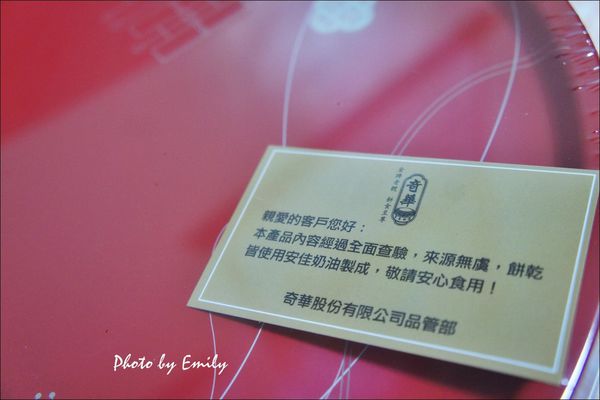 奇華
親愛的客戶您好：
本產品內容經過全面查驗，來源無虞，餅乾
皆使用安佳奶油製成，敬請安心食用！
奇華股份有限公司品管部
Photo by Emily